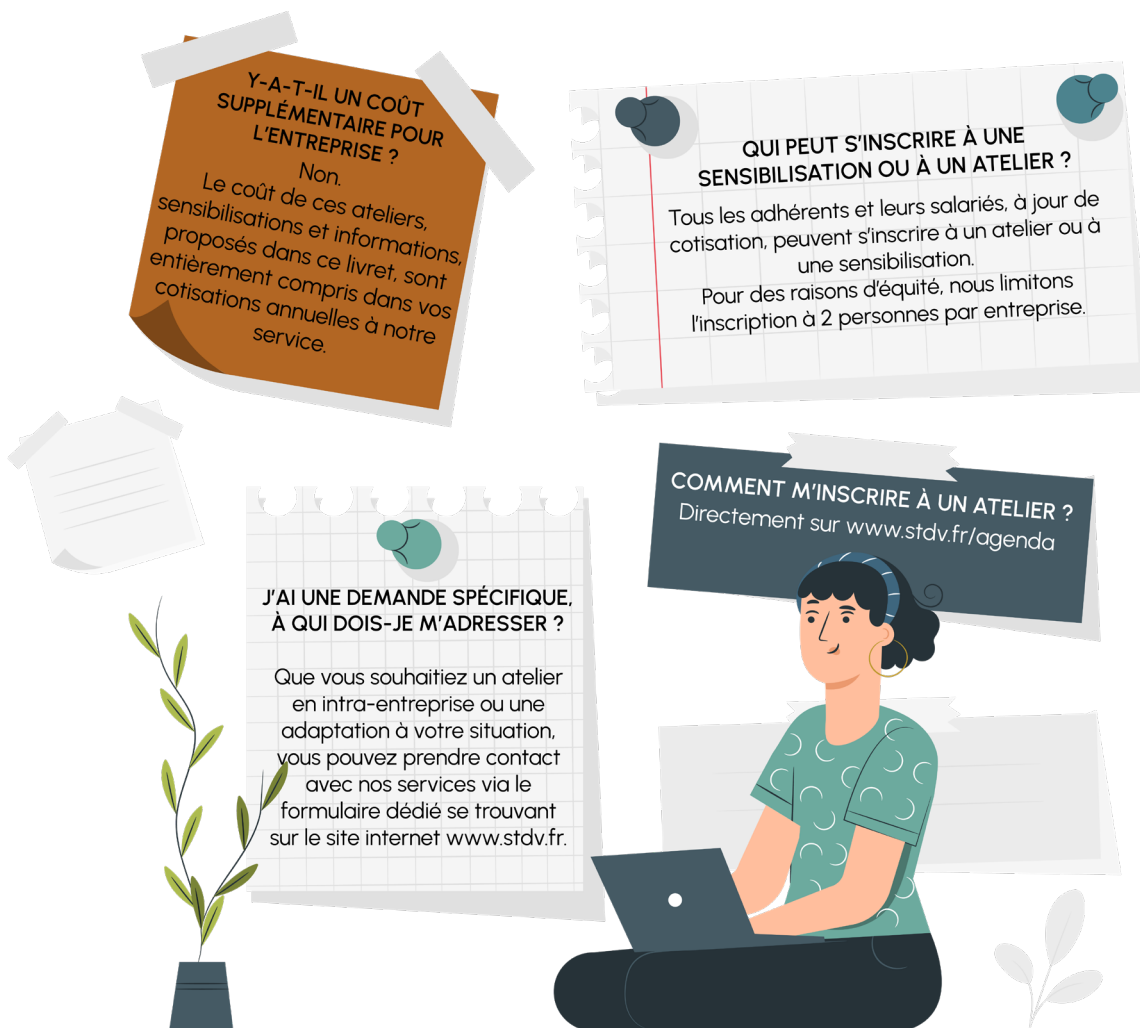 Y-A-T-IL UN COÛT
SUPPLÉMENTAIRE POUR
L'ENTREPRISE ?
Non.
Le coût de ces ateliers,
sensibilisations et informations,
proposés dans ce livret, sont
entièrement compris dans vos
cotisations annuelles à notre
service.
QUI PEUT S'INSCRIRE À UNE
SENSIBILISATION OU À UN ATELIER ?
Tous les adhérents et leurs salariés, à jour de
cotisation, peuvent s'inscrire à un atelier ou à
une sensibilisation.
Pour des raisons d'équité, nous limitons
l'inscription à 2 personnes par entreprise.
J'AI UNE DEMANDE SPÉCIFIQUE,
À QUI DOIS-JE M'ADRESSER ?
Que vous souhaitiez un atelier
en intra-entreprise ou une
adaptation à votre situation,
vous pouvez prendre contact
avec nos services via le
formulaire dédié se trouvant
sur le site internet www.stdv.fr.
COMMENT M'INSCRIRE À UN ATELIER ?
Directement sur www.stdv.fr/agenda